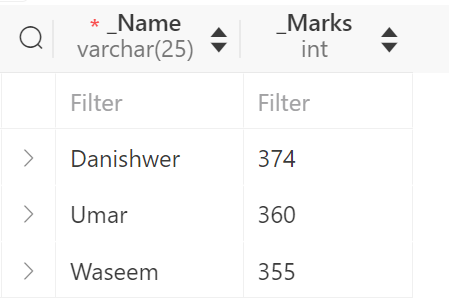 * _Name _Marks
varchar(25) int
Filter Filter
Danishwer 374
Umar 360
Waseem 355